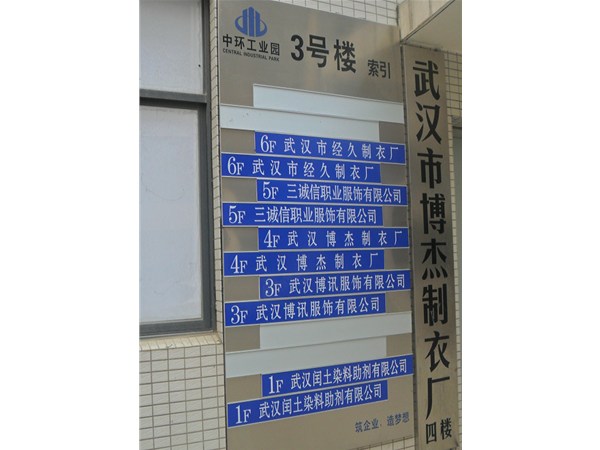 中环工业园
CENTRAL INDUSTRIAL PARK
3号楼 索引
6F 武汉市经久制衣厂
6F 武汉市经久制衣厂
5F 三诚信职业服饰有限公司
5F 三诚信职业服饰有限公司
4F 武汉博杰制衣厂
4F 武汉博杰制衣厂
3F 武汉博讯服饰有限公司
3F 武汉博讯服饰有限公司
1F 武汉闰土染料助剂有限公司
1F 武汉闰土染料助剂有限公司
筑企业，造梦想
武汉市博杰制衣厂
四楼